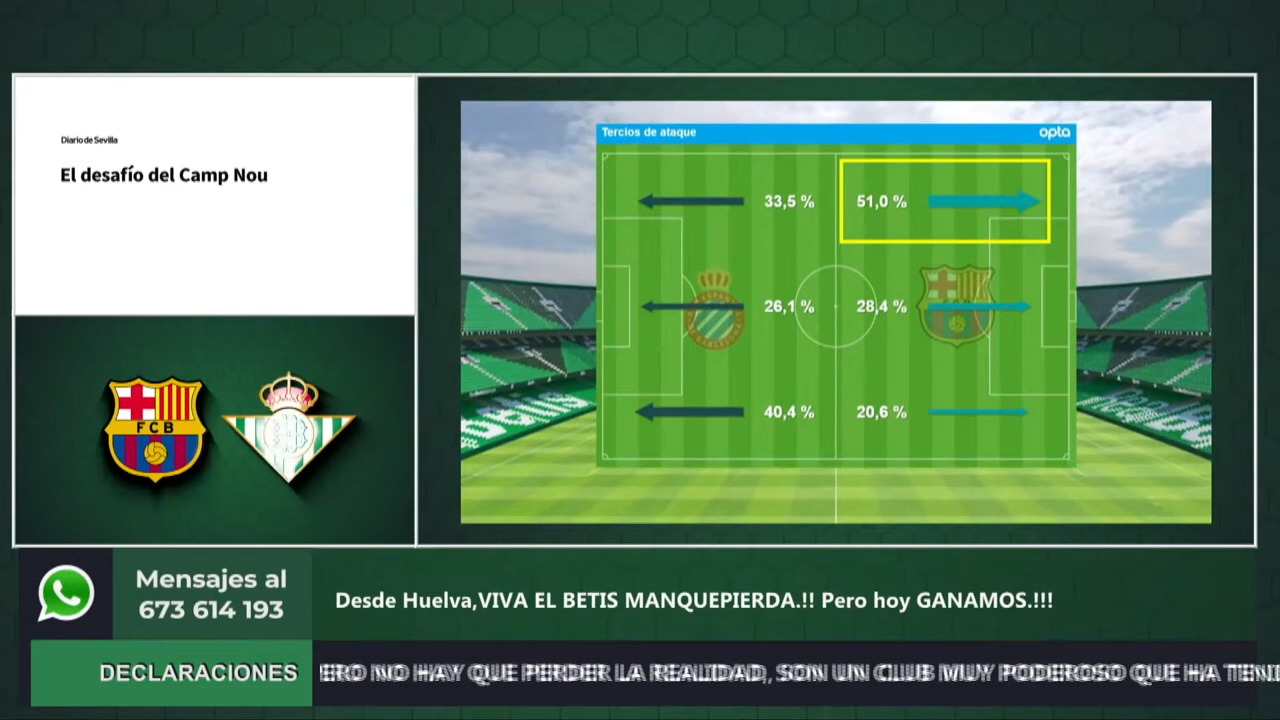 Diario de Sevilla
El desafío del Camp Nou
FCB
Tercios de ataque
opta
33,5 %
51,0 %
26,1 %
28,4 %
40,4 %
20,6 %
Mensajes al
673 614 193
Desde Huelva,VIVA EL BETIS MANQUEPIERDA.!! Pero hoy GANAMOS.!!!
DECLARACIONES
ERO NO HAY QUE PERDER LA REALIDAD, SON UN CLUB MUY PODEROSO QUE HA TENI